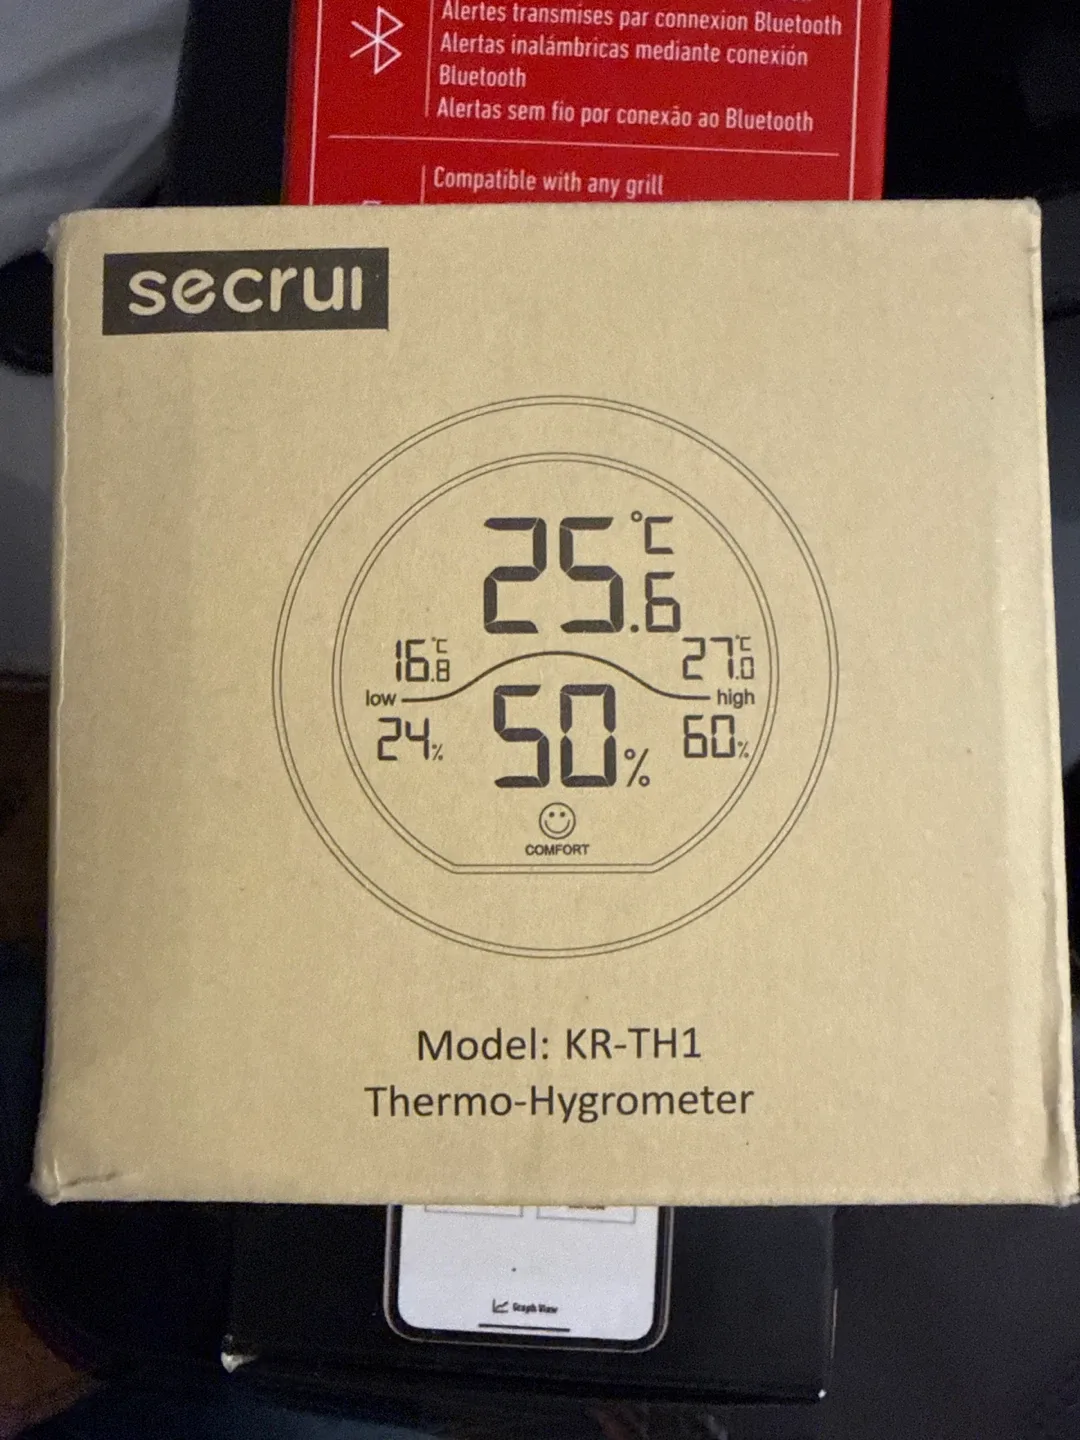 Alertes transmises par connexion Bluetooth
Alertas inalámbricas mediante conexión
Bluetooth
Alertas sem fio por conexão ao Bluetooth
Compatible with any grill
secrui
25.6 °C
16.8 °C
27.0 °C
low
high
24%
50%
60%
COMFORT
Model: KR-TH1
Thermo-Hygrometer
Graph View